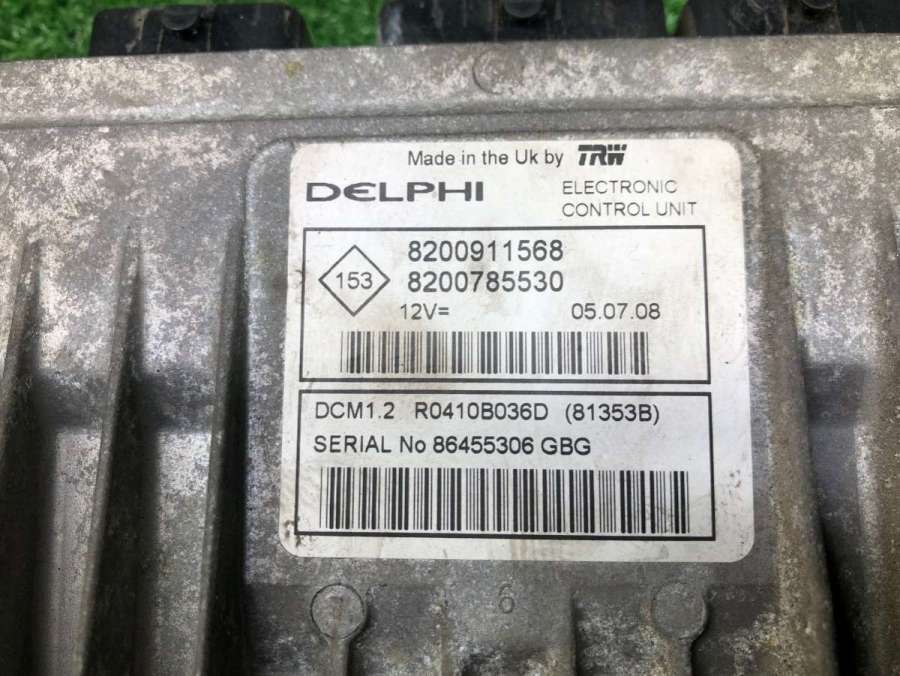 Made in the Uk by TRW
DELPHI
ELECTRONIC
CONTROL UNIT
153
8200911568
8200785530
12V=
05.07.08
DCM1.2 R0410B036D (81353B)
SERIAL No 86455306 GBG
6